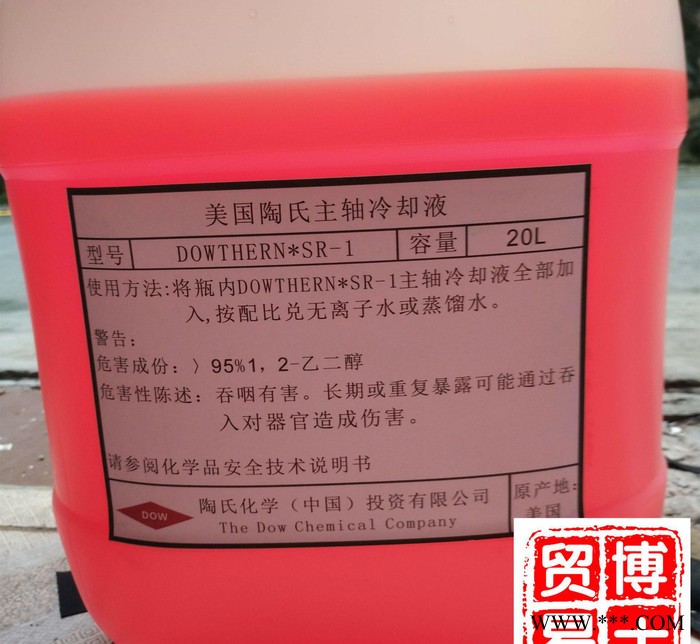 美国陶氏主轴冷却液
型号 DOWTHERN*SR-1 容量 20L
使用方法:将瓶内DOWTHERN*SR-1主轴冷却液全部加
入,按配比兑无离子水或蒸馏水。
警告:
危害成份:〉95%1, 2-乙二醇
危害性陈述: 吞咽有害。长期或重复暴露可能通过吞
入对器官造成伤害。
请参阅化学品安全技术说明书
DOW 陶氏化学（中国）投资有限公司
The Dow Chemical Company
原产地:
美国
贸博
www.***.COM